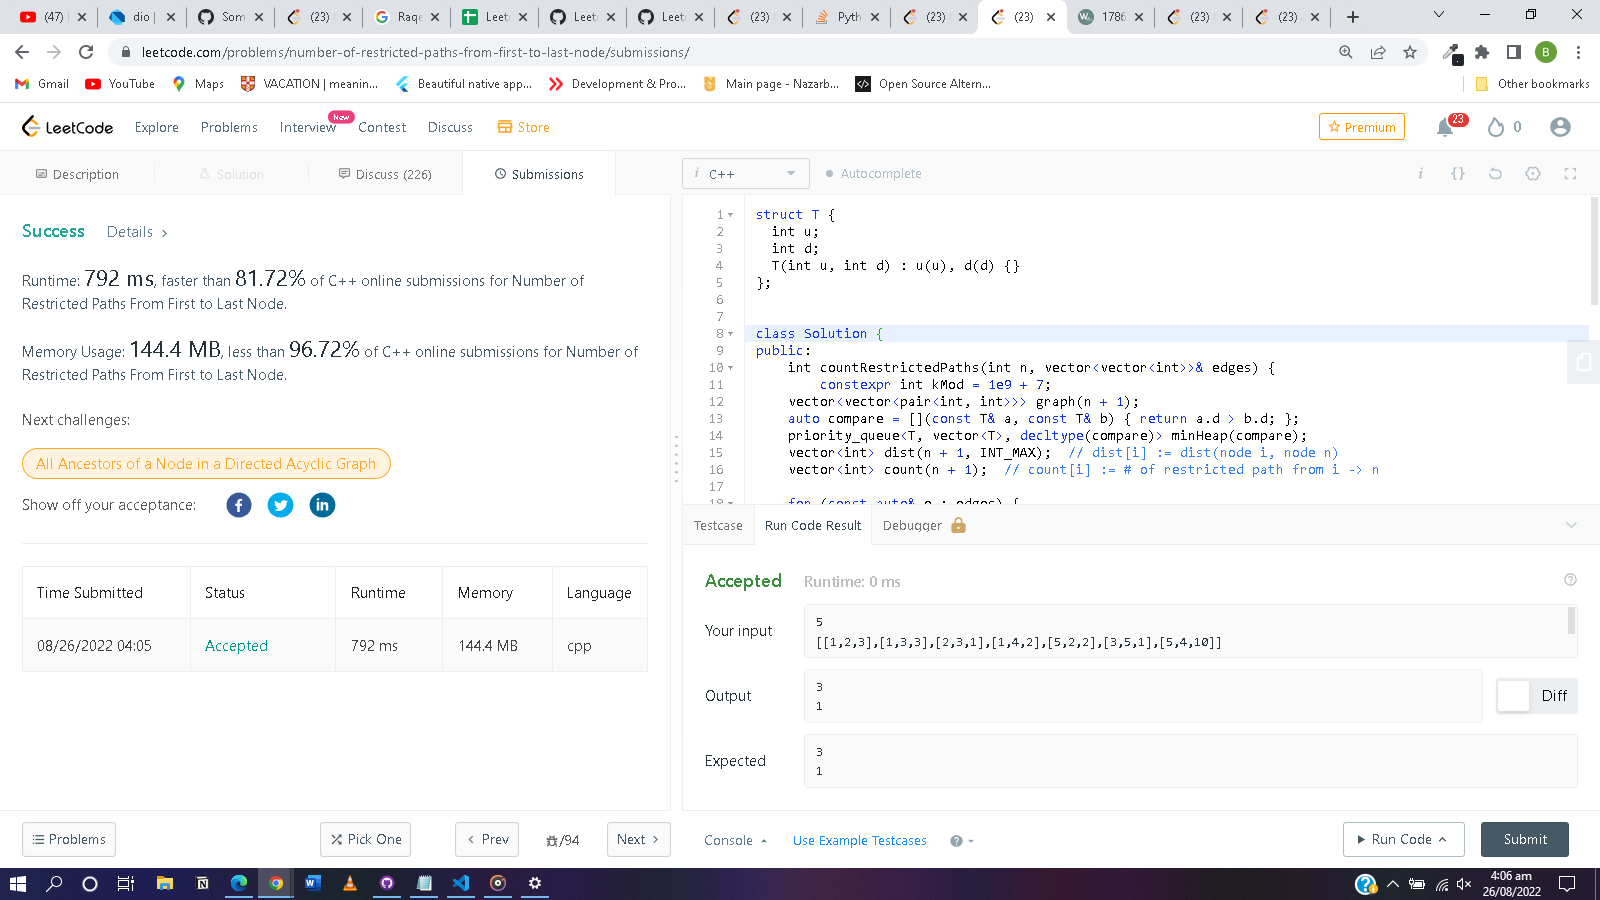 (47)
dio |
Som
(23)
Raqe
Leet
Leet
Leet
(23)
Pyth
(23)
(23)
1786
(23)
(23)
leetcode.com/problems/number-of-restricted-paths-from-first-to-last-node/submissions/
B
Gmail YouTube Maps VACATION | meanin... Beautiful native app... Development & Pro... Main page - Nazarb... Open Source Altern... Other bookmarks
LeetCode Explore Problems Interview New Contest Discuss Store Premium 23 0
Description Solution Discuss (226) Submissions
i C++ Autocomplete i {}
Success Details >
Runtime: 792 ms, faster than 81.72% of C++ online submissions for Number of
Restricted Paths From First to Last Node.
Memory Usage: 144.4 MB, less than 96.72% of C++ online submissions for Number of
Restricted Paths From First to Last Node.
Next challenges:
All Ancestors of a Node in a Directed Acyclic Graph
Show off your acceptance:
Time Submitted Status Runtime Memory Language
08/26/2022 04:05 Accepted 792 ms 144.4 MB cpp
1 struct T {
2 int u;
3 int d;
4 T(int u, int d) : u(u), d(d) {}
5 };
6
7
8 class Solution {
9 public:
10 int countRestrictedPaths(int n, vector<vector<int>>& edges) {
11 constexpr int kMod = 1e9 + 7;
12 vector<vector<pair<int, int>>> graph(n + 1);
13 auto compare = [](const T& a, const T& b) { return a.d > b.d; };
14 priority_queue<T, vector<T>, decltype(compare)> minHeap(compare);
15 vector<int> dist(n + 1, INT_MAX); // dist[i] := dist(node i, node n)
16 vector<int> count(n + 1); // count[i] := # of restricted path from i -> n
17
18 for (const auto& e : edges) {
Testcase Run Code Result Debugger
Accepted Runtime: 0 ms
Your input
5
[[1,2,3],[1,3,3],[2,3,1],[1,4,2],[5,2,2],[3,5,1],[5,4,10]]
Output
3
1
Diff
Expected
3
1
Problems Pick One < Prev /94 Next >
Console Use Example Testcases ? Run Code Submit
4:06 am
26/08/2022